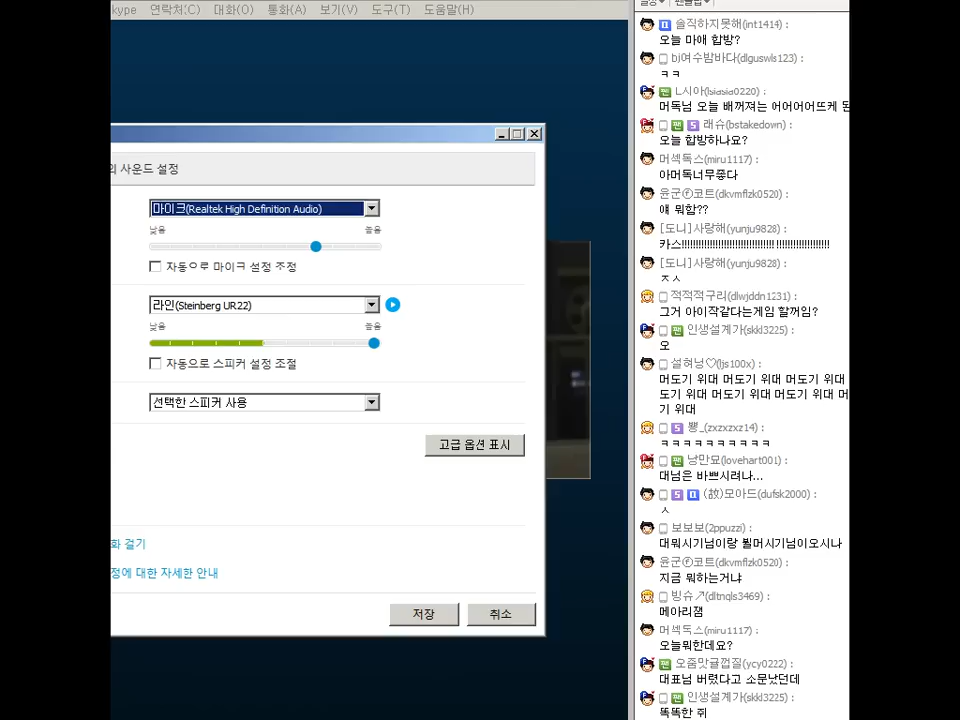 kype 연락처(C) 대화(O) 통화(A) 보기(V) 도구(T) 도움말(H)
의 사운드 설정
마이크(Realtek High Definition Audio)
낮음 높음
자동으로 마이크 설정 조정
라인(Steinberg UR22)
낮음 높음
자동으로 스피커 설정 조절
선택한 스피커 사용
고급 옵션 표시
화 걸기
정에 대한 자세한 안내
저장 취소
솔직하지못해(int1414) :
오늘 마애 합방?
bj여수밤바다(dlguswls123) :
ㅋㅋ
L시아(lsiasia0220) :
머독님 오늘 배꺼져는 어어어어뜨케 된
래슈(bstakedown) :
오늘 합방하나요?
머섹독스(miru1117) :
아머독너무좋다
윤군ⓕ코트(dkvmflzk0520) :
얘 뭐함??
[도니]사랑해(yunju9828) :
카스!!!!!!!!!!!!!!!!!!!!!!!!!!!!!!!!! !!!!!!!!!!!!!!!!!!!
[도니]사랑해(yunju9828) :
ㅈㅅ
적적적구리(dlwjddn1231) :
그거 아이작같다는게임 할꺼임?
인생설계가(skkl3225) :
오
설혀넝♡(ljs100x) :
머도기 위대 머도기 위대 머도기 위대
도기 위대 머도기 위대 머도기 위대 머
기 위대
뿅_(zxzxzxz14) :
ㅋㅋㅋㅋㅋㅋㅋㅋㅋㅋ
낭만묘(lovehart001) :
대님은 바쁘시려나...
(故)모아드(dufsk2000) :
ㅅ
보보보(2ppuzzi) :
대뭐시기님이랑 뭘머시기님이오시나
윤군ⓕ코트(dkvmflzk0520) :
지금 뭐하는거냐
빙슈↗(dltnqls3469) :
메아리잼
머섹독스(miru1117) :
오늘뭐한데요?
오줌맛귤껍질(ycy0222) :
대표님 버렸다고 소문났던데
인생설계가(skkl3225) :
똑똑한 쥐